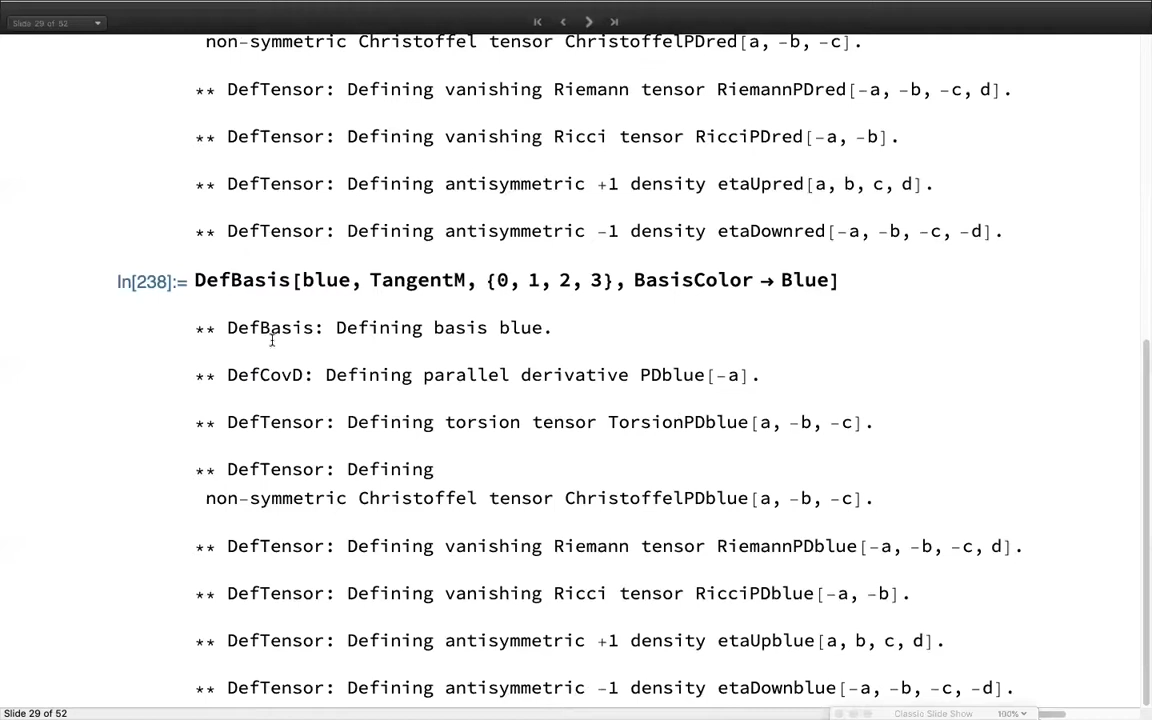 Slide 29 of 52
non-symmetric Christoffel tensor ChristoffelPDred[a, -b, -c].
** DefTensor: Defining vanishing Riemann tensor RiemannPDred[-a, -b, -c, d].
** DefTensor: Defining vanishing Ricci tensor RicciPDred[-a, -b].
** DefTensor: Defining antisymmetric +1 density etaUpred[a, b, c, d].
** DefTensor: Defining antisymmetric -1 density etaDownred[-a, -b, -c, -d].
In[238]:= DefBasis[blue, TangentM, {0, 1, 2, 3}, BasisColor → Blue]
** DefBasis: Defining basis blue.
** DefCovD: Defining parallel derivative PDblue[-a].
** DefTensor: Defining torsion tensor TorsionPDblue[a, -b, -c].
** DefTensor: Defining
non-symmetric Christoffel tensor ChristoffelPDblue[a, -b, -c].
** DefTensor: Defining vanishing Riemann tensor RiemannPDblue[-a, -b, -c, d].
** DefTensor: Defining vanishing Ricci tensor RicciPDblue[-a, -b].
** DefTensor: Defining antisymmetric +1 density etaUpblue[a, b, c, d].
** DefTensor: Defining antisymmetric -1 density etaDownblue[-a, -b, -c, -d].
Slide 29 of 52
Classic Slide Show 100%